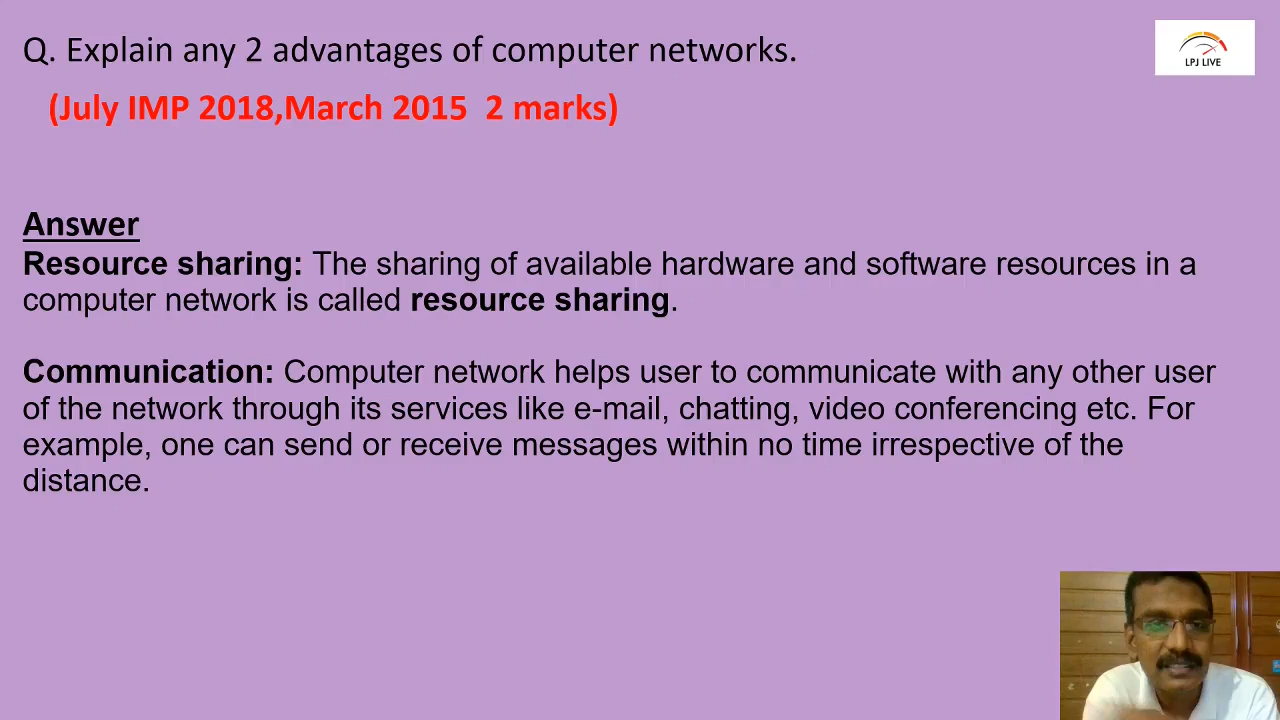 Q. Explain any 2 advantages of computer networks.
LPJ LIVE
(July IMP 2018,March 2015 2 marks)
Answer
Resource sharing: The sharing of available hardware and software resources in a
computer network is called resource sharing.
Communication: Computer network helps user to communicate with any other user
of the network through its services like e-mail, chatting, video conferencing etc. For
example, one can send or receive messages within no time irrespective of the
distance.